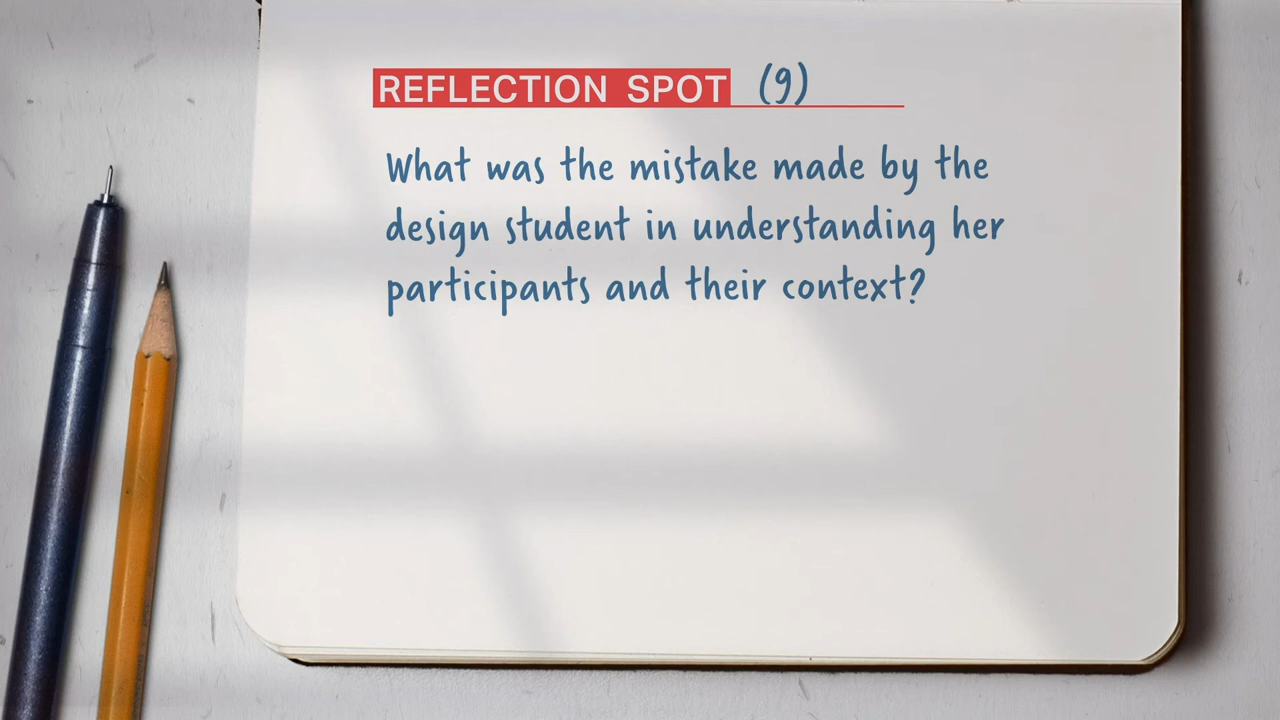 REFLECTION SPOT (9)
What was the mistake made by the
design student in understanding her
participants and their context?